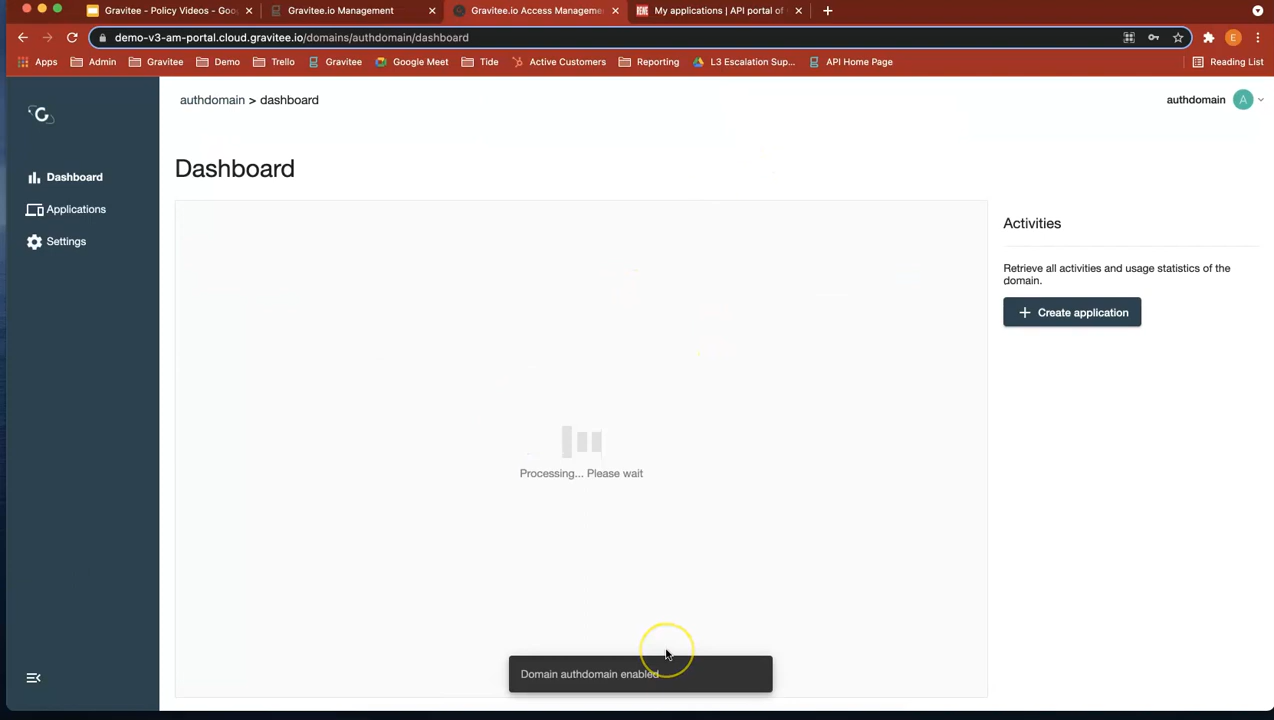 Gravitee - Policy Videos - Goo
Gravitee.io Management
Gravitee.io Access Managemen
My applications | API portal of
demo-v3-am-portal.cloud.gravitee.io/domains/authdomain/dashboard
E
Apps
Admin
Gravitee
Demo
Trello
Gravitee
Google Meet
Tide
Active Customers
Reporting
L3 Escalation Sup...
API Home Page
Reading List
authdomain > dashboard
authdomain
A
Dashboard
Dashboard
Applications
Settings
Activities
Retrieve all activities and usage statistics of the
domain.
+ Create application
Processing... Please wait
Domain authdomain enabled